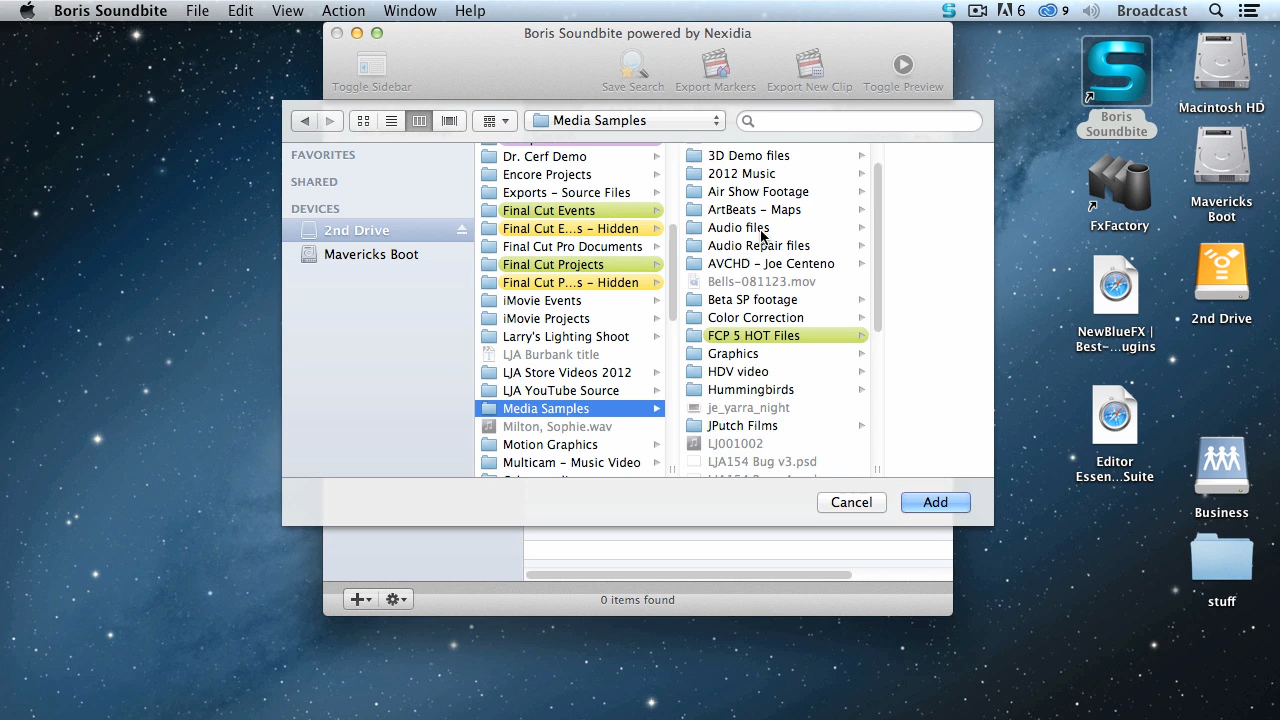 Boris Soundbite File Edit View Action Window Help 6 9 Broadcast
Boris Soundbite powered by Nexidia
Toggle Sidebar Save Search Export Markers Export New Clip Toggle Preview
Media Samples
FAVORITES
SHARED
DEVICES
2nd Drive
Mavericks Boot
Dr. Cerf Demo
Encore Projects
Exports – Source Files
Final Cut Events
Final Cut E...s – Hidden
Final Cut Pro Documents
Final Cut Projects
Final Cut P...s – Hidden
iMovie Events
iMovie Projects
Larry's Lighting Shoot
LJA Burbank title
LJA Store Videos 2012
LJA YouTube Source
Media Samples
Milton, Sophie.wav
Motion Graphics
Multicam – Music Video
3D Demo files
2012 Music
Air Show Footage
ArtBeats – Maps
Audio files
Audio Repair files
AVCHD – Joe Centeno
Bells-081123.mov
Beta SP footage
Color Correction
FCP 5 HOT Files
Graphics
HDV video
Hummingbirds
je_yarra_night
JPutch Films
LJ001002
LJA154 Bug v3.psd
Cancel Add
0 items found
Boris
Soundbite
FxFactory
NewBlueFX |
Best-...ugins
Editor
Essen...Suite
Macintosh HD
Mavericks
Boot
2nd Drive
Business
stuff